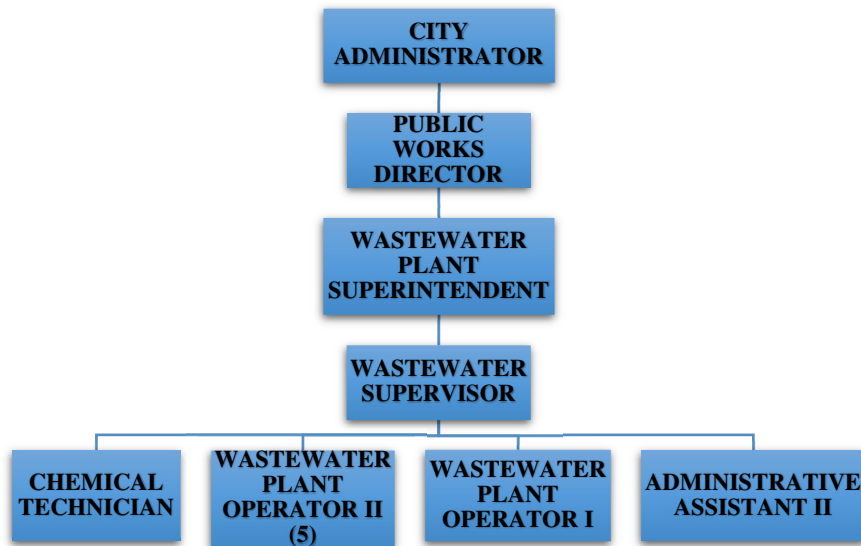 CITY
ADMINISTRATOR
PUBLIC
WORKS
DIRECTOR
WASTEWATER
PLANT
SUPERINTENDENT
WASTEWATER
SUPERVISOR
CHEMICAL
TECHNICIAN
WASTEWATER
PLANT
OPERATOR II
(5)
WASTEWATER
PLANT
OPERATOR I
ADMINISTRATIVE
ASSISTANT II